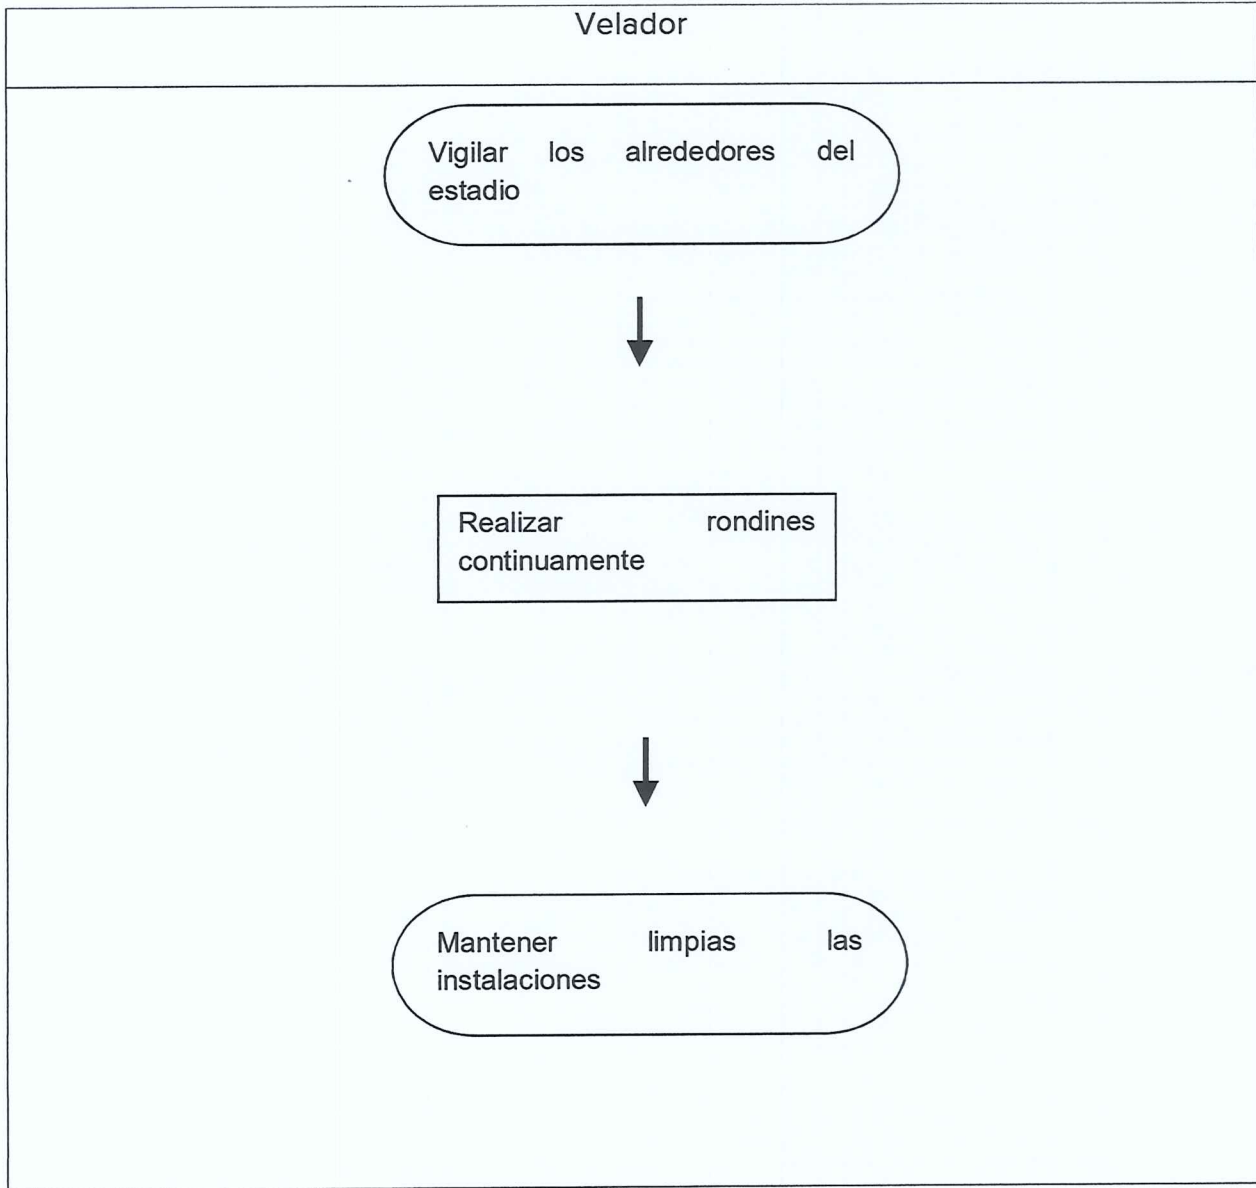 Velador
Vigilar los alrededores del
estadio
Realizar rondines
continuamente
Mantener limpias las
instalaciones